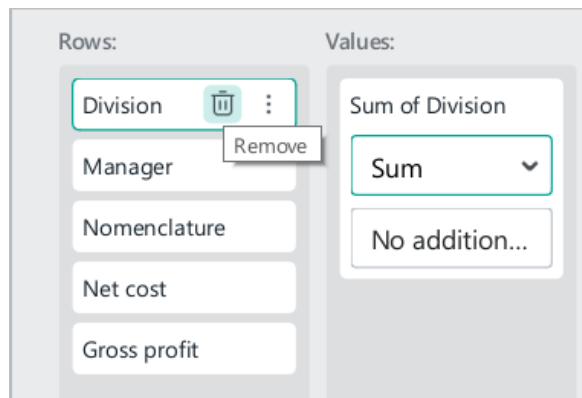 Rows:
Values:
Division
Sum of Division
Remove
Manager
Sum
Nomenclature
No addition...
Net cost
Gross profit